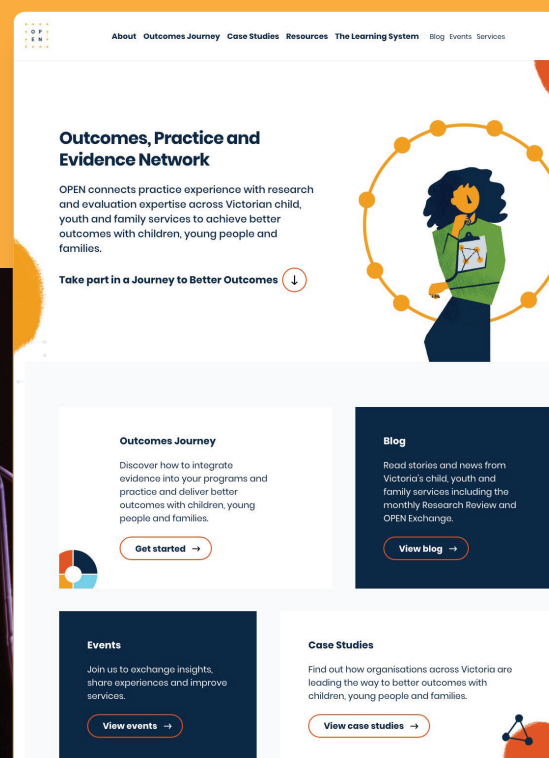 O P
E N
About Outcomes Journey Case Studies Resources The Learning System Blog Events Services
Outcomes, Practice and
Evidence Network
OPEN connects practice experience with research
and evaluation expertise across Victorian child,
youth and family services to achieve better
outcomes with children, young people and
families.
Take part in a Journey to Better Outcomes
Outcomes Journey
Discover how to integrate
evidence into your programs and
practice and deliver better
outcomes with children, young
people and families.
Get started →
Blog
Read stories and news from
Victoria's child, youth and
family services including the
monthly Research Review and
OPEN Exchange.
View blog →
Events
Join us to exchange insights,
share experiences and improve
services.
View events →
Case Studies
Find out how organisations across Victoria are
leading the way to better outcomes with
children, young people and families.
View case studies →